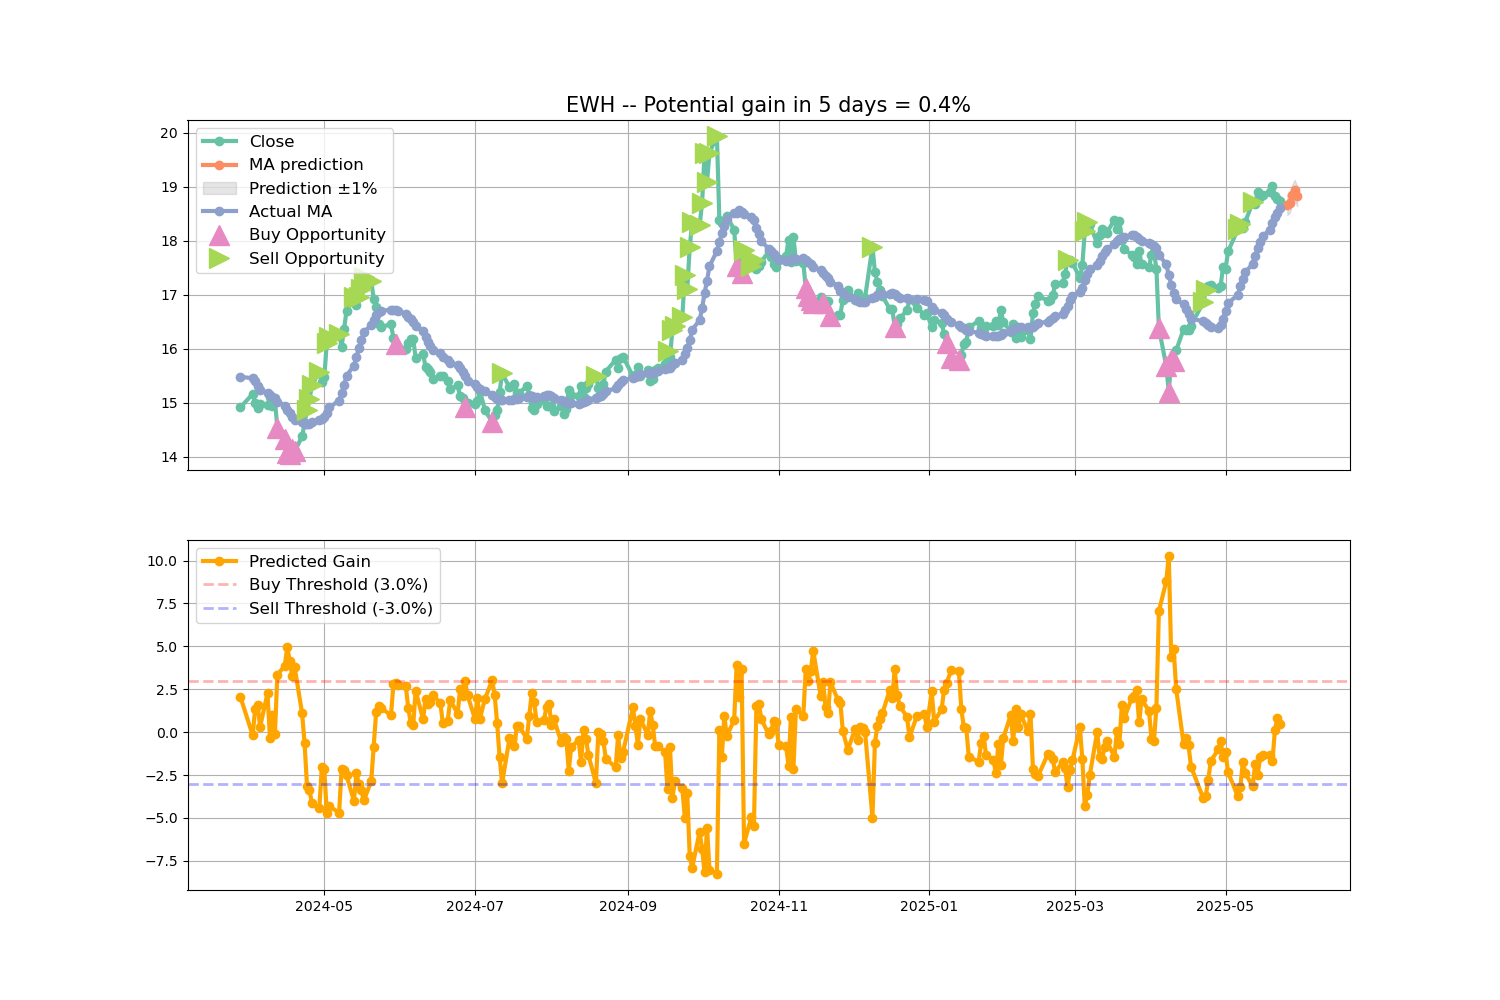 EWH -- Potential gain in 5 days = 0.4%
20
19
18
17
16
15
14
Close
MA prediction
Prediction ±1%
Actual MA
Buy Opportunity
Sell Opportunity
10.0
7.5
5.0
2.5
0.0
−2.5
−5.0
−7.5
Predicted Gain
Buy Threshold (3.0%)
Sell Threshold (-3.0%)
2024-05
2024-07
2024-09
2024-11
2025-01
2025-03
2025-05